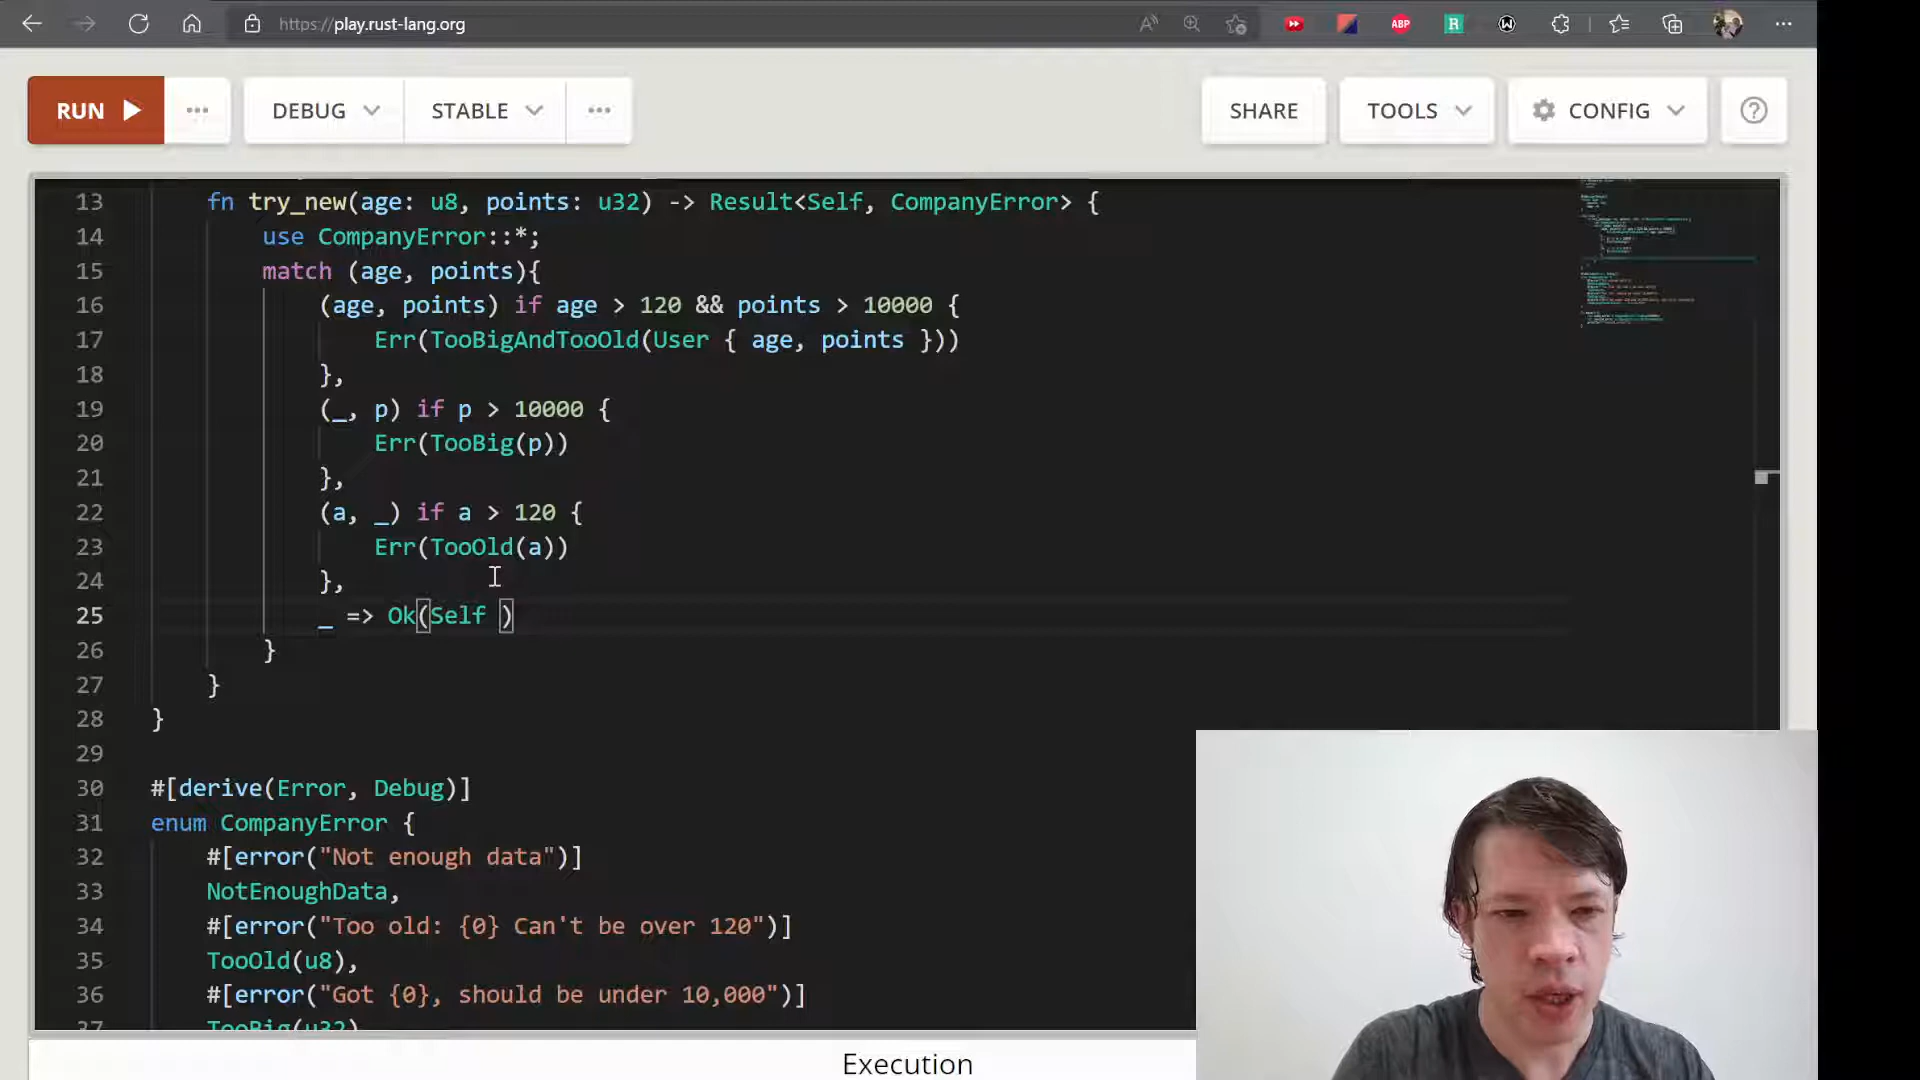 https://play.rust-lang.org
A
ABP
R
W
RUN
DEBUG
STABLE
SHARE
TOOLS
CONFIG
?
13 fn try_new(age: u8, points: u32) -> Result<Self, CompanyError> {
14 use CompanyError::*;
15 match (age, points){
16 (age, points) if age > 120 && points > 10000 {
17 Err(TooBigAndTooOld(User { age, points }))
18 },
19 (_, p) if p > 10000 {
20 Err(TooBig(p))
21 },
22 (a, _) if a > 120 {
23 Err(TooOld(a))
24 },
25 _ => Ok(Self )
26 }
27 }
28 }
29
30 #[derive(Error, Debug)]
31 enum CompanyError {
32 #[error("Not enough data")]
33 NotEnoughData,
34 #[error("Too old: {0} Can't be over 120")]
35 TooOld(u8),
36 #[error("Got {0}, should be under 10,000")]
37 TooBig(u32)
Execution